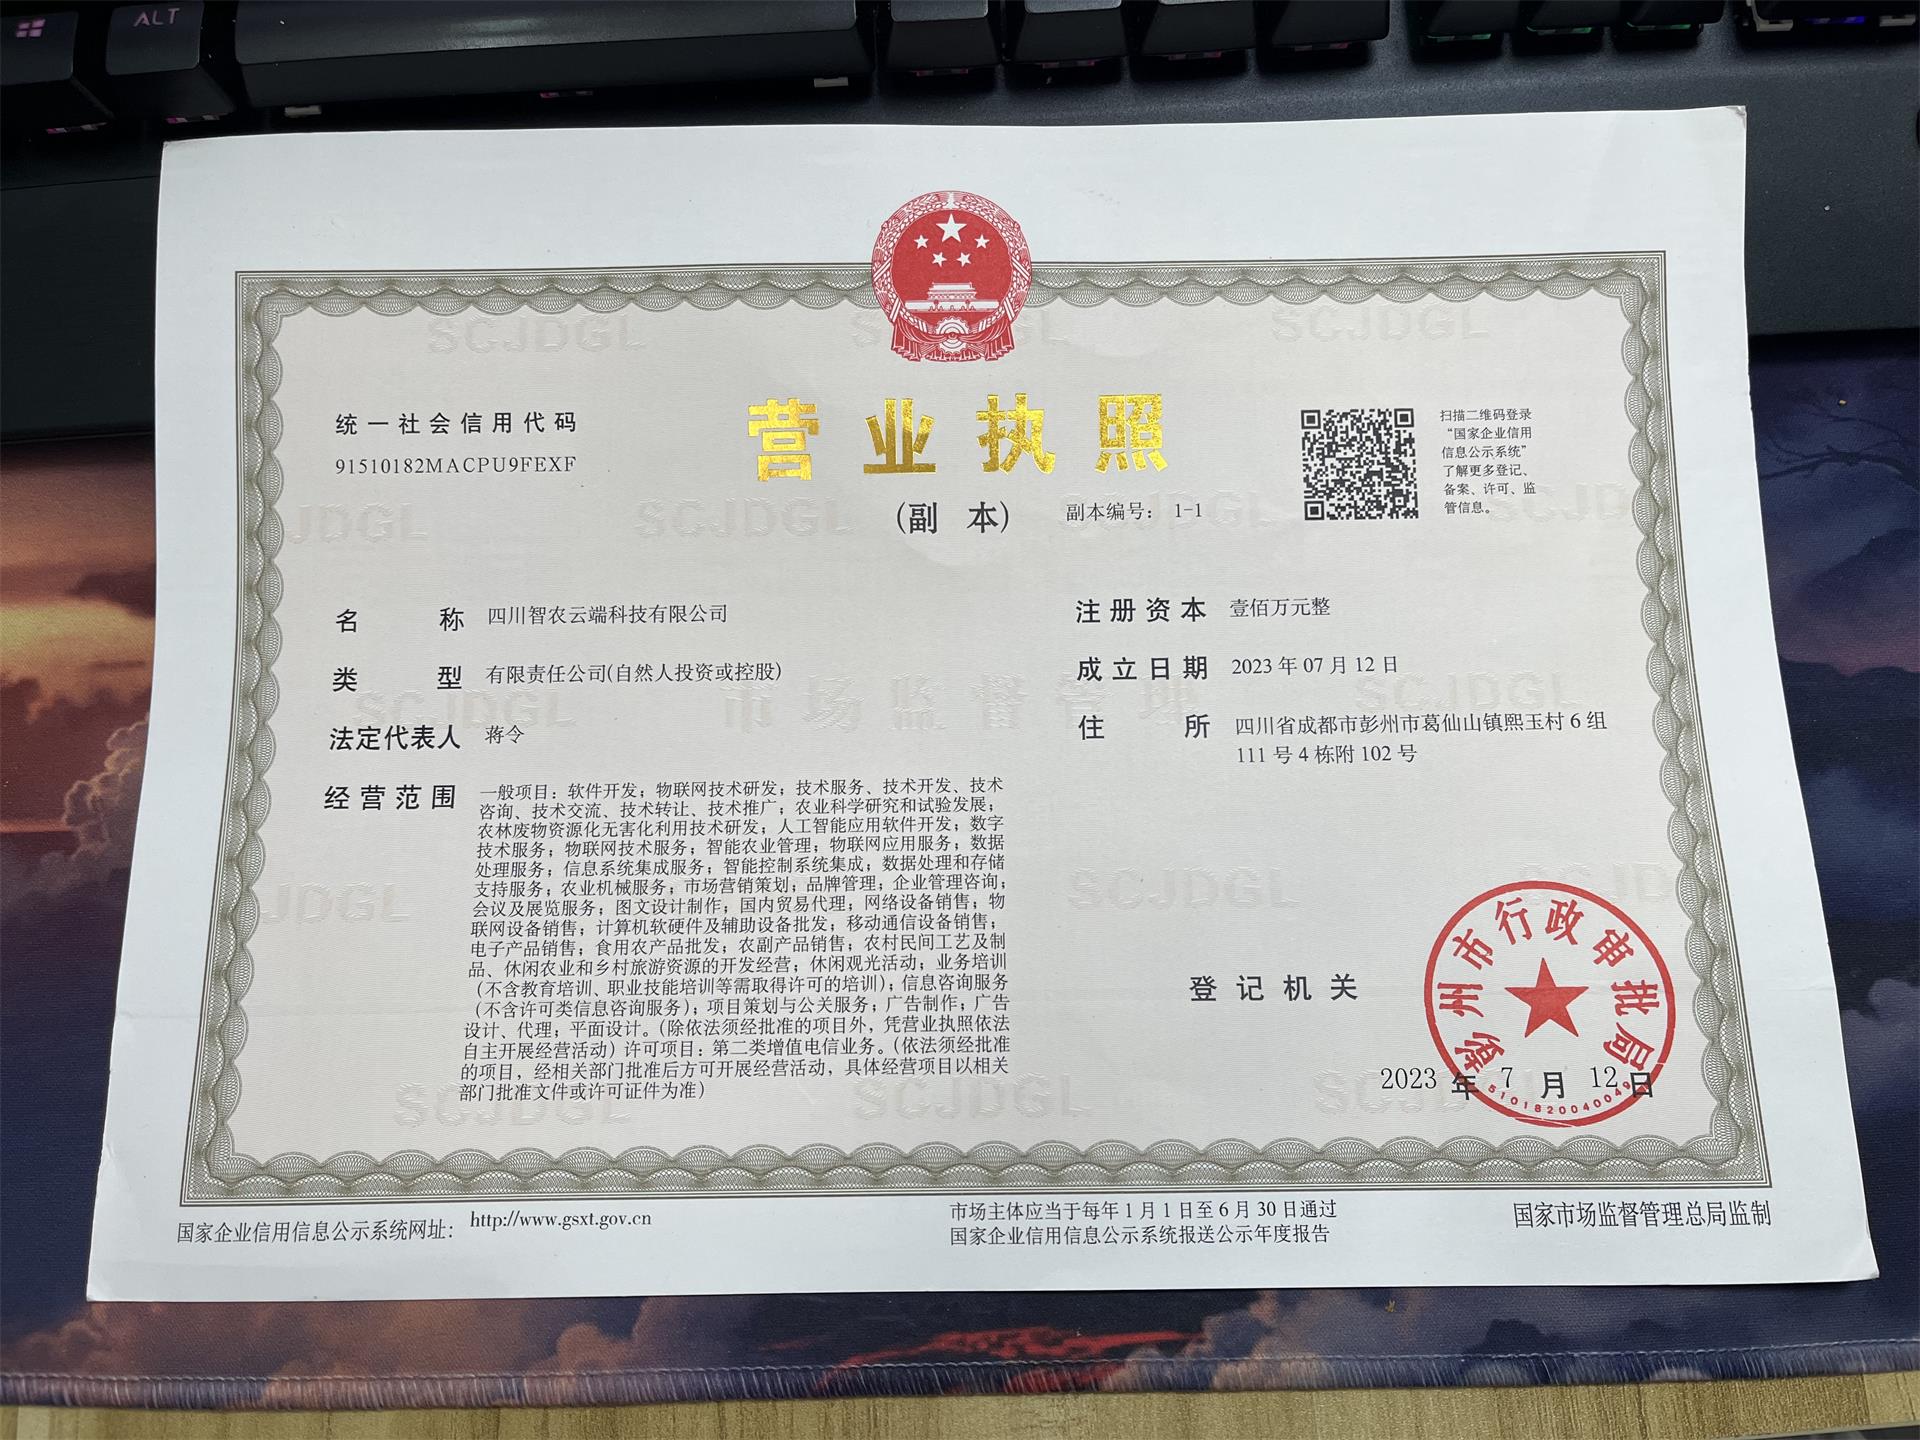 ALT
统一社会信用代码
91510182MACPU9FEXF
营业执照
(副 本)
副本编号： 1-1
扫描二维码登录
“国家企业信用
信息公示系统”
了解更多登记、
备案、许可、监
管信息。
名 称 四川智农云端科技有限公司
类 型 有限责任公司(自然人投资或控股)
法定代表人 蒋令
经营范围 一般项目：软件开发；物联网技术研发；技术服务、技术开发、技术
咨询、技术交流、技术转让、技术推广；农业科学研究和试验发展；
农林废物资源化无害化利用技术研发；人工智能应用软件开发；数字
技术服务；物联网技术服务；智能农业管理；物联网应用服务；数据
处理服务；信息系统集成服务；智能控制系统集成；数据处理和存储
支持服务；农业机械服务；市场营销策划；品牌管理；企业管理咨询；
会议及展览服务；图文设计制作；国内贸易代理；网络设备销售；物
联网设备销售；计算机软硬件及辅助设备批发；移动通信设备销售；
电子产品销售；食用农产品批发；农副产品销售；农村民间工艺及制
品、休闲农业和乡村旅游资源的开发经营；休闲观光活动；业务培训
（不含教育培训、职业技能培训等需取得许可的培训）；信息咨询服务
（不含许可类信息咨询服务）；项目策划与公关服务；广告制作；广告
设计、代理；平面设计。（除依法须经批准的项目外，凭营业执照依法
自主开展经营活动）许可项目：第二类增值电信业务。（依法须经批准
的项目，经相关部门批准后方可开展经营活动，具体经营项目以相关
部门批准文件或许可证件为准）
注册资本 壹佰万元整
成立日期 2023 年 07 月 12 日
住 所 四川省成都市彭州市葛仙山镇熙玉村 6 组
111 号 4 栋附 102 号
登记机关
彭州市行政审批局
2023 年 7 月 12 日
5101820040049
国家企业信用信息公示系统网址： http://www.gsxt.gov.cn
市场主体应当于每年 1 月 1 日至 6 月 30 日通过
国家企业信用信息公示系统报送公示年度报告
国家市场监督管理总局监制
SCJDGL
市场监督管理